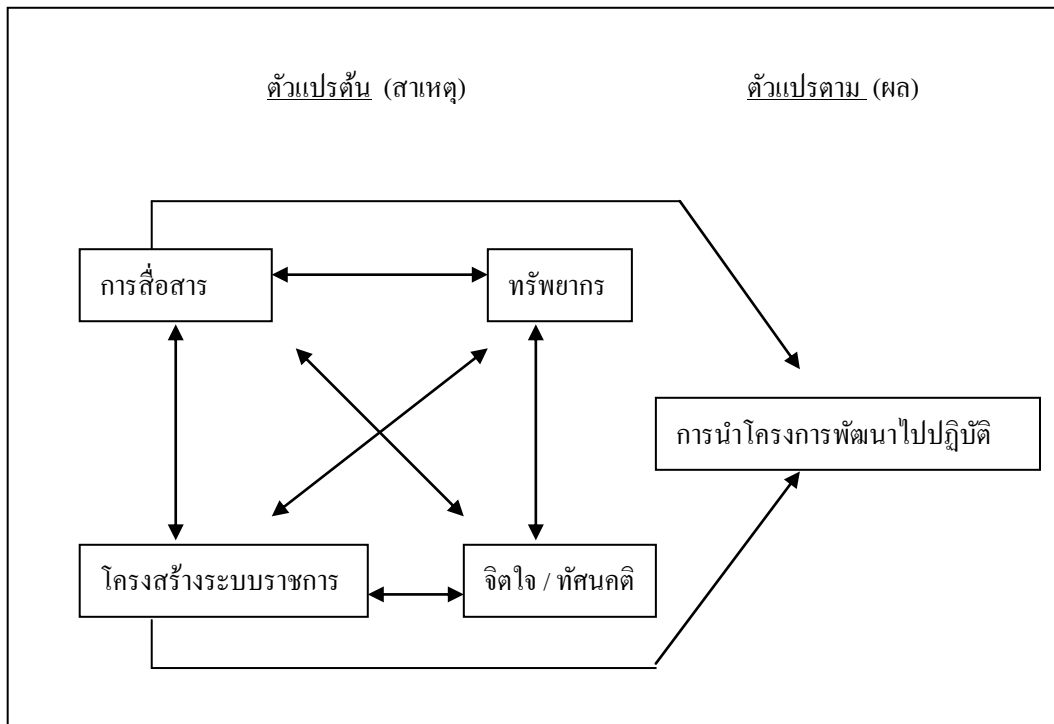 ตัวแปรต้น (สาเหตุ) ตัวแปรตาม (ผล)
การสื่อสาร ทรัพยากร
การนำโครงการพัฒนาไปปฏิบัติ
โครงสร้างระบบราชการ จิตใจ / ทัศนคติ